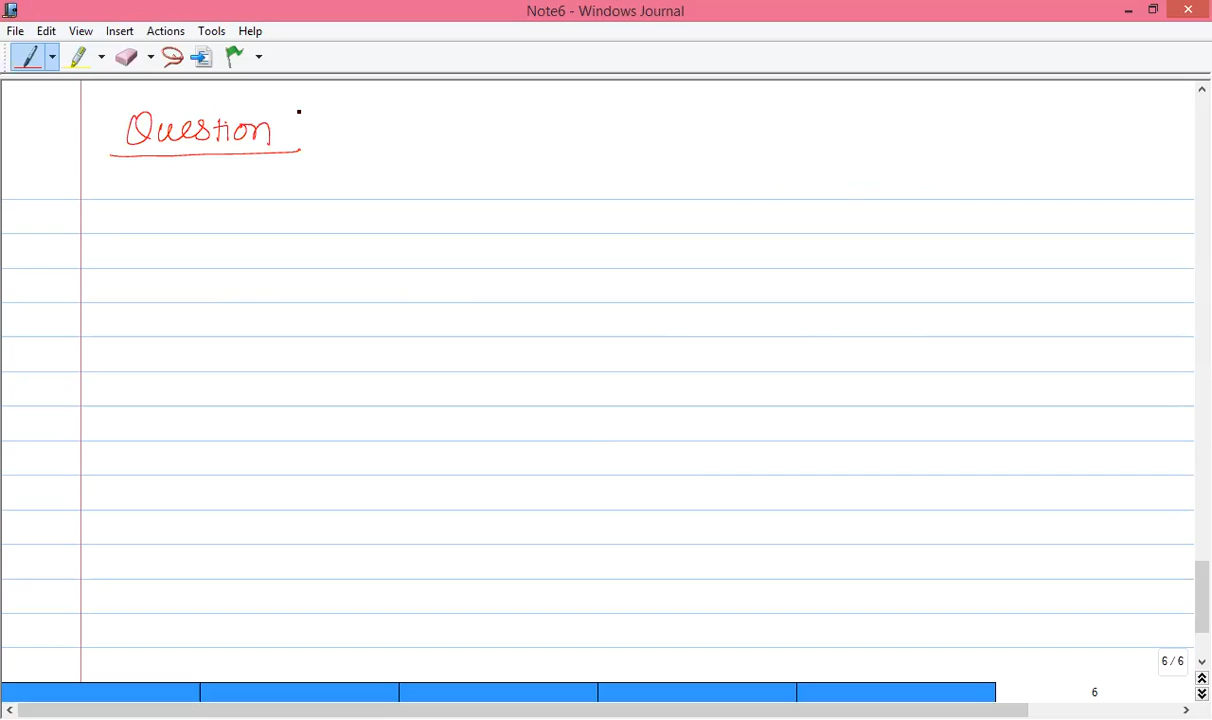 Note6 - Windows Journal
File Edit View Insert Actions Tools Help
Question
6 / 6
6